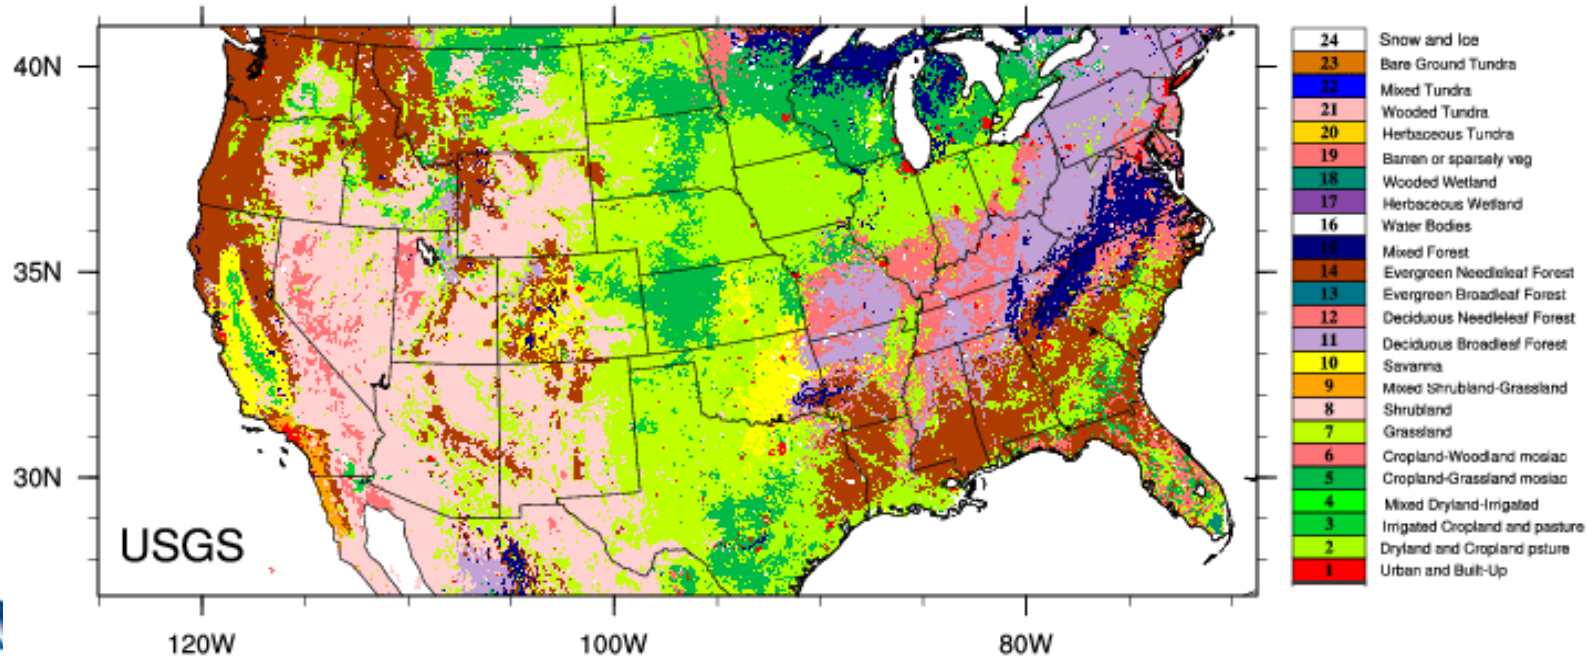 40N
35N
30N
120W
100W
80W
USGS
24 Snow and Ice
23 Bare Ground Tundra
22 Mixed Tundra
21 Wooded Tundra
20 Herbaceous Tundra
19 Barren or sparsely veg
18 Wooded Wetland
17 Herbaceous Wetland
16 Water Bodies
15 Mixed Forest
14 Evergreen Needleleaf Forest
13 Evergreen Broadleaf Forest
12 Deciduous Needleleaf Forest
11 Deciduous Broadleaf Forest
10 Savanna
9 Mixed Shrubland-Grassland
8 Shrubland
7 Grassland
6 Cropland-Woodland mosiac
5 Cropland-Grassland mosiac
4 Mixed Dryland-Irrigated
3 Irrigated Cropland and pasture
2 Dryland and Cropland psture
1 Urban and Built-Up